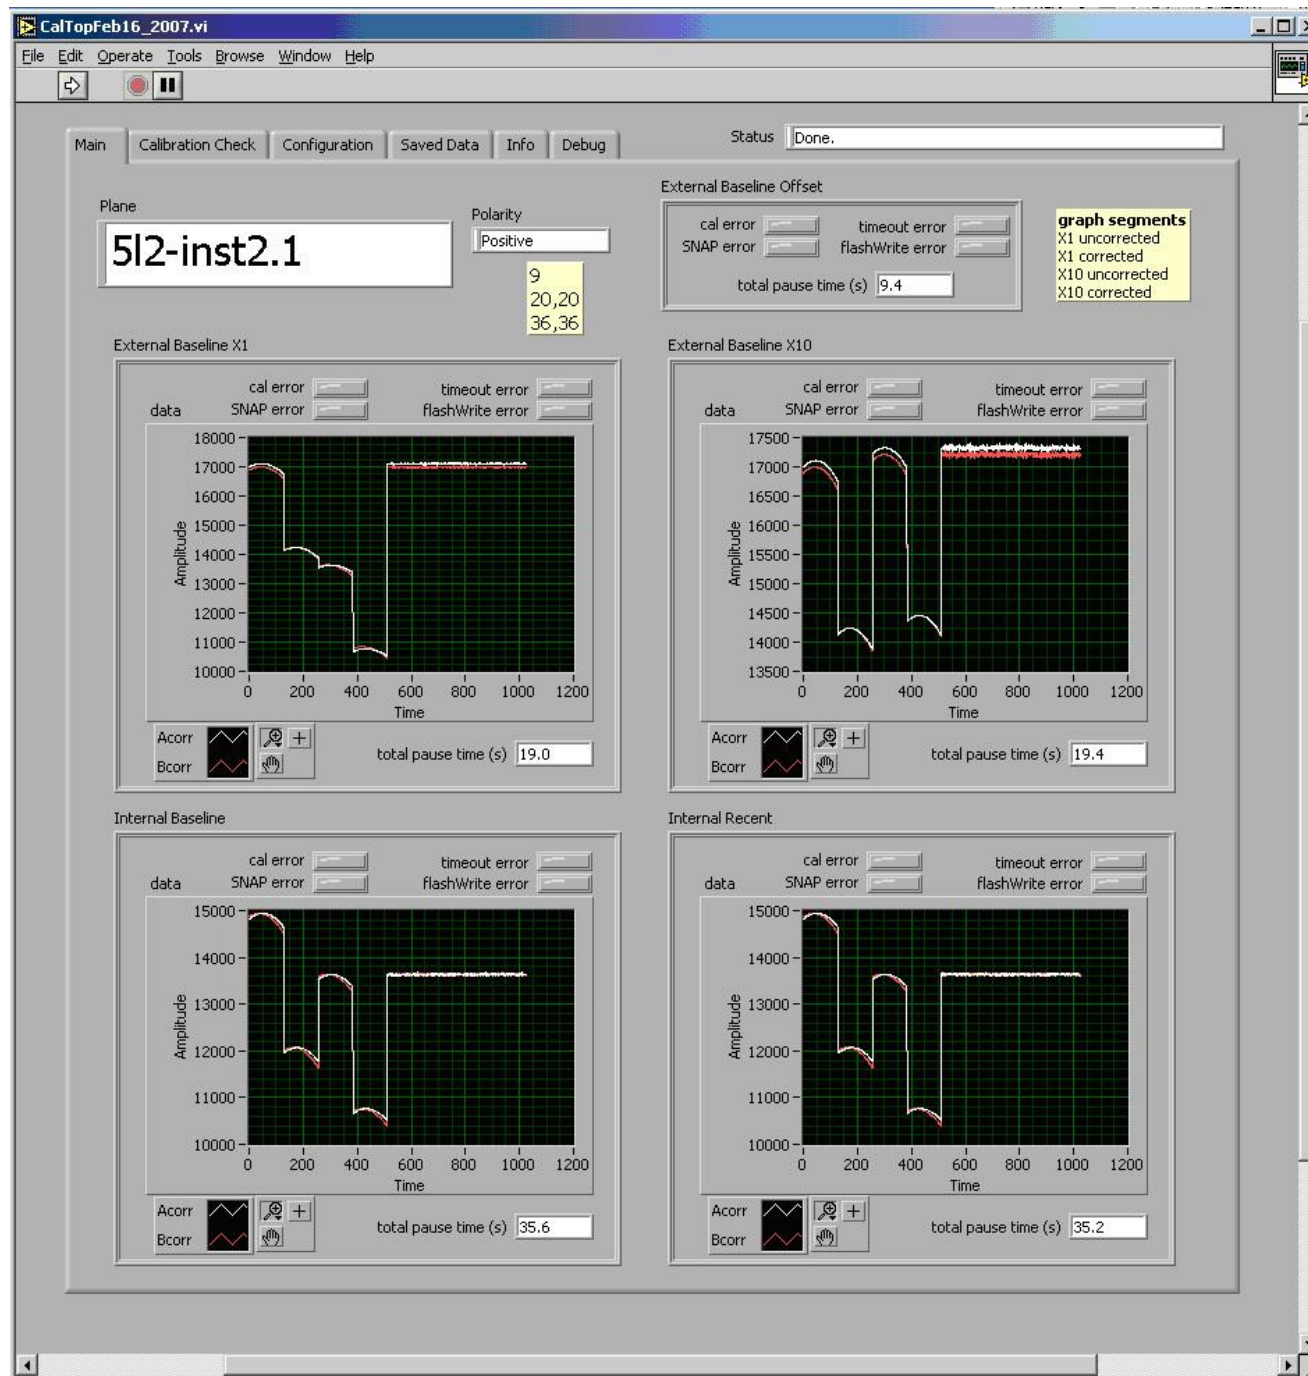 CalTopFeb16_2007.vi
File Edit Operate Tools Browse Window Help
Main Calibration Check Configuration Saved Data Info Debug
Status Done.
Plane
5l2-inst2.1
Polarity
Positive
9
20,20
36,36
External Baseline Offset
cal error timeout error
SNAP error flashWrite error
total pause time (s) 9.4
graph segments
X1 uncorrected
X1 corrected
X10 uncorrected
X10 corrected
External Baseline X1
cal error timeout error
data SNAP error flashWrite error
18000
17000
16000
15000
14000
13000
12000
11000
10000
Amplitude
0 200 400 600 800 1000 1200
Time
Acorr
Bcorr
total pause time (s) 19.0
External Baseline X10
cal error timeout error
data SNAP error flashWrite error
17500
17000
16500
16000
15500
15000
14500
14000
13500
Amplitude
0 200 400 600 800 1000 1200
Time
Acorr
Bcorr
total pause time (s) 19.4
Internal Baseline
cal error timeout error
data SNAP error flashWrite error
15000
14000
13000
12000
11000
10000
Amplitude
0 200 400 600 800 1000 1200
Time
Acorr
Bcorr
total pause time (s) 35.6
Internal Recent
cal error timeout error
data SNAP error flashWrite error
15000
14000
13000
12000
11000
10000
Amplitude
0 200 400 600 800 1000 1200
Time
Acorr
Bcorr
total pause time (s) 35.2